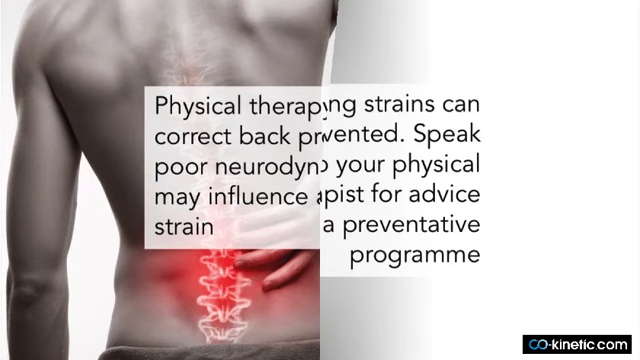 Physical therap
correct back pr
poor neurodyn
may influence
strain
ng strains can
vented. Speak
your physical
apist for advice
a preventative
programme
co-kinetic.com